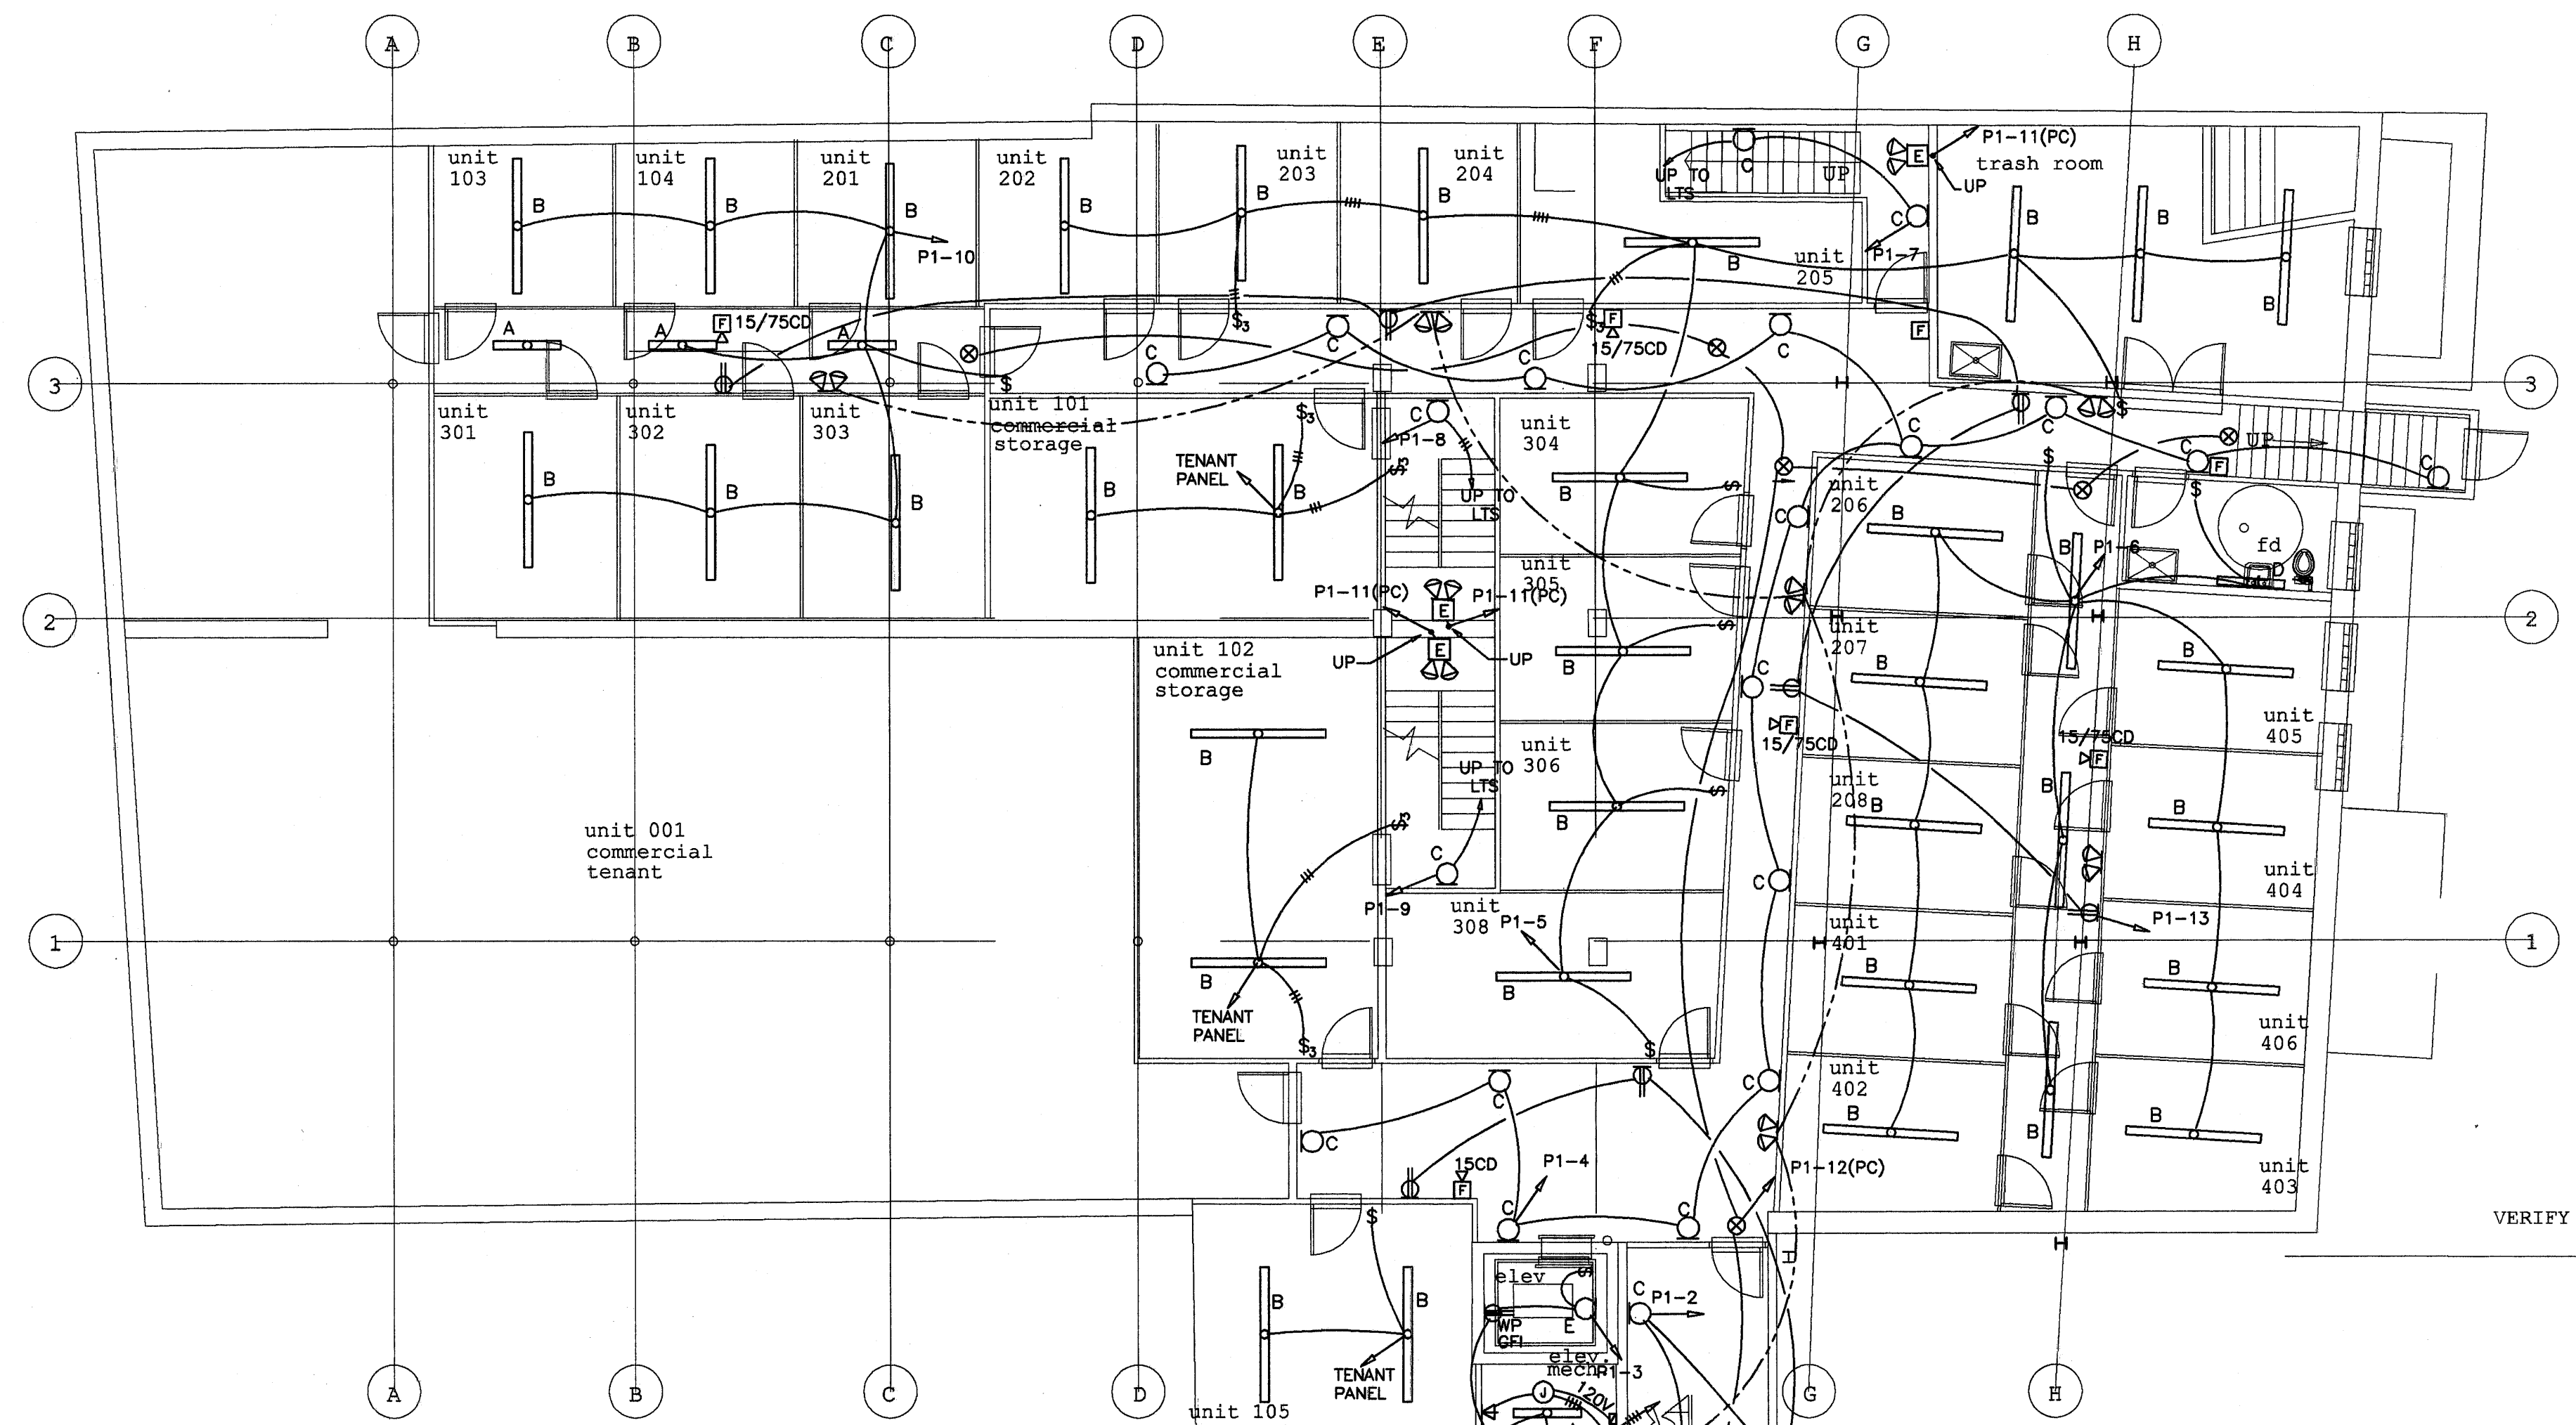 A B C D E F G H
unit
103
B
unit
104
B
unit
201
B
P1-10
unit
202
B
unit
203
B
unit
204
B
UP TO
LTS
C
UP
E
P1-11(PC)
trash room
UP
C
P1-7
unit
205
B
B
B
B
A
A
F
15/75CD
A
$
$3
C
C
$3
F
15/75CD
C
C
F
3
3
unit
301
B
unit
302
B
unit
303
B
unit 101
commercial
storage
B
TENANT
PANEL
B
$3
$3
C
P1-8
UP TO
LTS
unit
304
B
$
C
C
C
$
C
F
UP
C
$
$
unit
206
B
C
B
P1-6
fd
D
unit
305
B
$
P1-11(PC)
E
P1-11(PC)
E
UP
UP
2
2
unit 102
commercial
storage
B
unit
207
B
C
F
15/75CD
B
unit
405
15/75CD
F
unit
306
B
$
UP TO
LTS
$3
C
P1-9
unit
208
B
B
B
unit
404
unit 001
commercial
tenant
C
P1-13
1
1
B
TENANT
PANEL
$3
unit
308
P1-5
B
$
unit
401
B
B
unit
406
unit
402
B
C
C
C
B
B
unit
403
15CD
F
P1-4
C
C
P1-12(PC)
VERIFY
$
B
B
TENANT
PANEL
unit 105
elev
$
WP
GFI
E
C
P1-2
elev.
mech.
P1-3
J
120V
A B C D G H